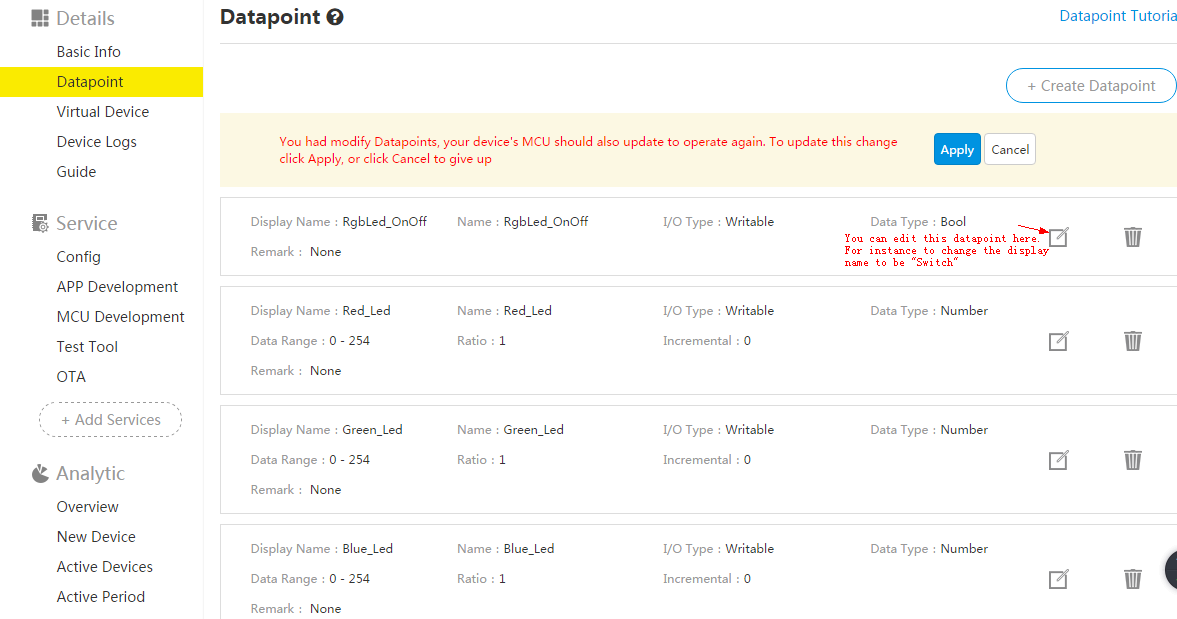 Details
Basic Info
Datapoint
Virtual Device
Device Logs
Guide
Service
Config
APP Development
MCU Development
Test Tool
OTA
+ Add Services
Analytic
Overview
New Device
Active Devices
Active Period
Datapoint ?
Datapoint Tutoria
+ Create Datapoint
You had modify Datapoints, your device's MCU should also update to operate again. To update this change
click Apply, or click Cancel to give up
Apply Cancel
Display Name : RgbLed_OnOff Name : RgbLed_OnOff I/O Type : Writable Data Type : Bool
Remark : None
You can edit this datapoint here.
For instance to change the display
name to be "Switch"
Display Name : Red_Led Name : Red_Led I/O Type : Writable Data Type : Number
Data Range : 0 - 254 Ratio : 1 Incremental : 0
Remark : None
Display Name : Green_Led Name : Green_Led I/O Type : Writable Data Type : Number
Data Range : 0 - 254 Ratio : 1 Incremental : 0
Remark : None
Display Name : Blue_Led Name : Blue_Led I/O Type : Writable Data Type : Number
Data Range : 0 - 254 Ratio : 1 Incremental : 0
Remark : None